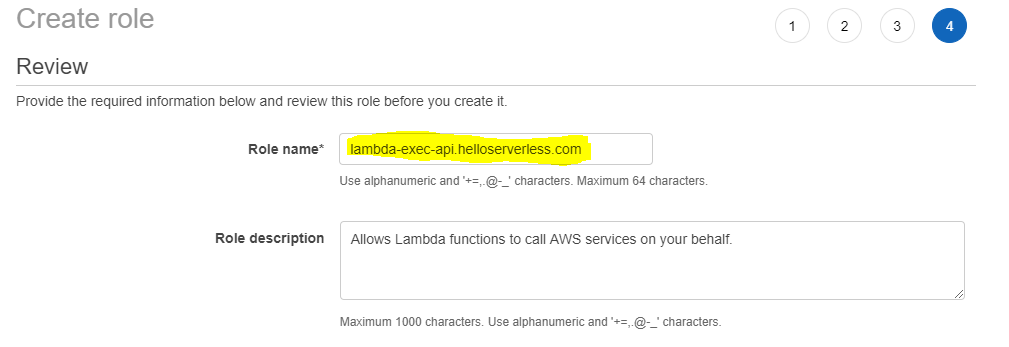 Create role
1 2 3 4
Review
Provide the required information below and review this role before you create it.
Role name* lambda-exec-api.helloserverless.com
Use alphanumeric and '+=,.@-_' characters. Maximum 64 characters.
Role description Allows Lambda functions to call AWS services on your behalf.
Maximum 1000 characters. Use alphanumeric and '+=,.@-_' characters.